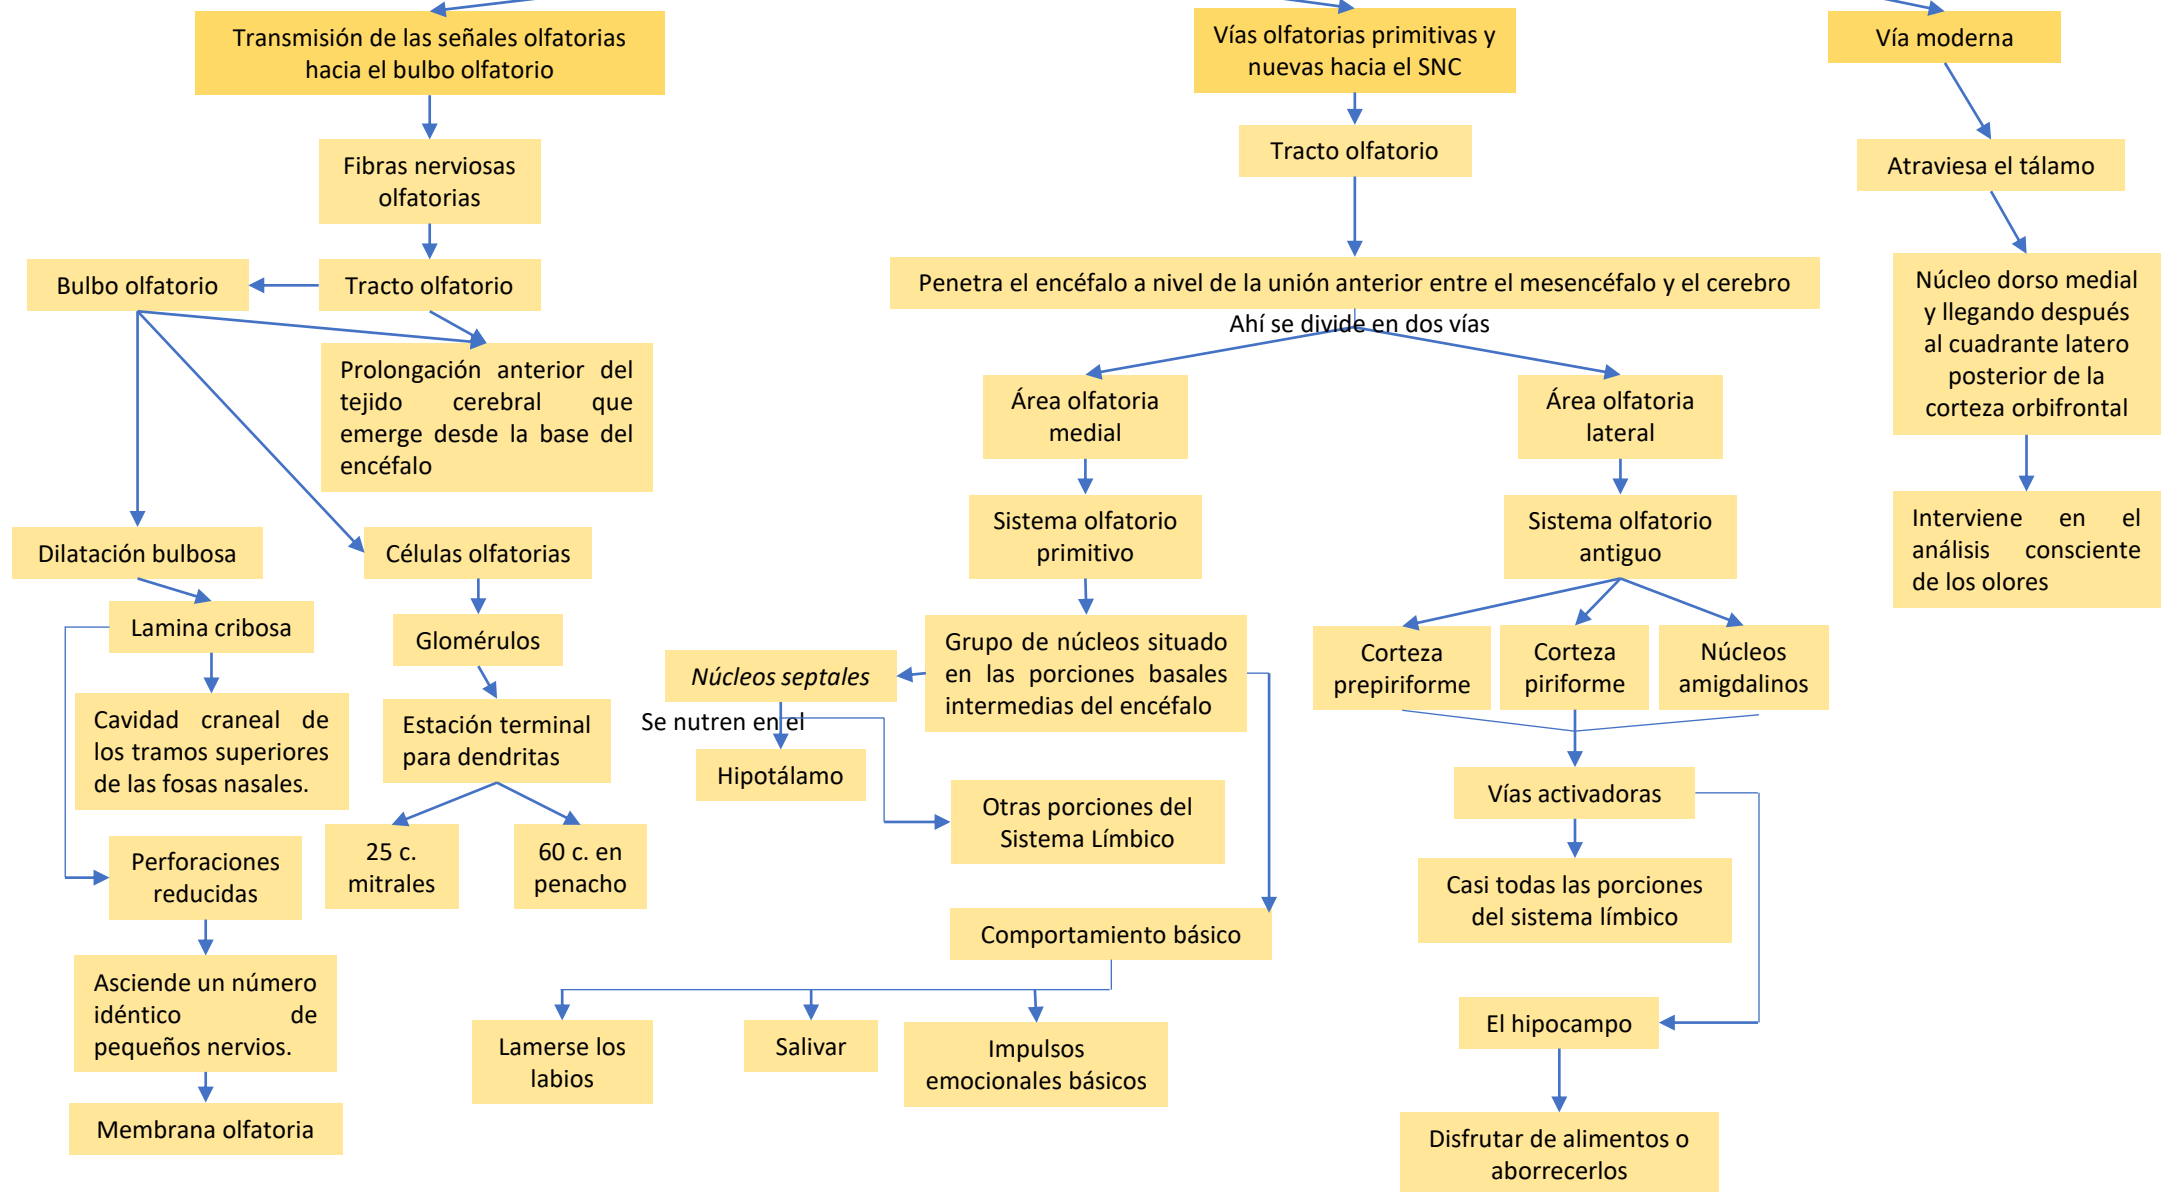 Transmisión de las señales olfatorias
hacia el bulbo olfatorio
Fibras nerviosas
olfatorias
Bulbo olfatorio
Tracto olfatorio
Prolongación anterior del
tejido cerebral que
emerge desde la base del
encéfalo
Dilatación bulbosa
Células olfatorias
Lamina cribosa
Glomérulos
Cavidad craneal de
los tramos superiores
de las fosas nasales.
Estación terminal
para dendritas
Perforaciones
reducidas
25 c.
mitrales
60 c. en
penacho
Asciende un número
idéntico de
pequeños nervios.
Membrana olfatoria
Vías olfatorias primitivas y
nuevas hacia el SNC
Tracto olfatorio
Penetra el encéfalo a nivel de la unión anterior entre el mesencéfalo y el cerebro
Ahí se divide en dos vías
Área olfatoria
medial
Sistema olfatorio
primitivo
Grupo de núcleos situado
en las porciones basales
intermedias del encéfalo
Núcleos septales
Se nutren en el
Hipotálamo
Otras porciones del
Sistema Límbico
Comportamiento básico
Lamerse los
labios
Salivar
Impulsos
emocionales básicos
Área olfatoria
lateral
Sistema olfatorio
antiguo
Corteza
prepiriforme
Corteza
piriforme
Núcleos
amigdalinos
Vías activadoras
Casi todas las porciones
del sistema límbico
El hipocampo
Disfrutar de alimentos o
aborrecerlos
Vía moderna
Atraviesa el tálamo
Núcleo dorso medial
y llegando después
al cuadrante latero
posterior de la
corteza orbifrontal
Interviene en el
análisis consciente
de los olores